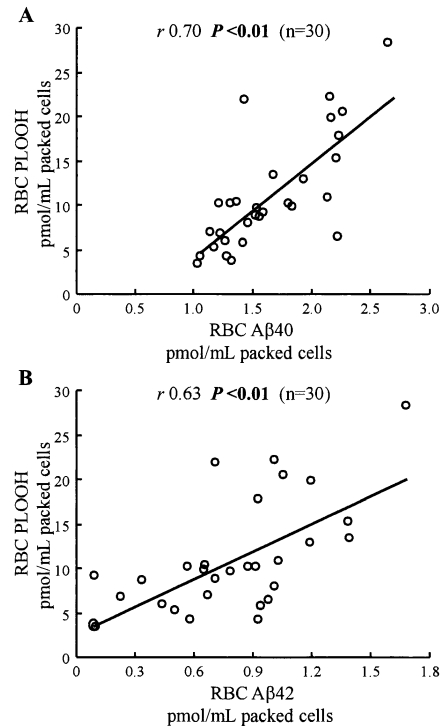 A
r 0.70 P <0.01 (n=30)
RBC PLOOH
pmol/mL packed cells
30
25
20
15
10
5
0
0 0.5 1.0 1.5 2.0 2.5 3.0
RBC Aβ40
pmol/mL packed cells
B
r 0.63 P <0.01 (n=30)
RBC PLOOH
pmol/mL packed cells
30
25
20
15
10
5
0
0 0.3 0.6 0.9 1.2 1.5 1.8
RBC Aβ42
pmol/mL packed cells